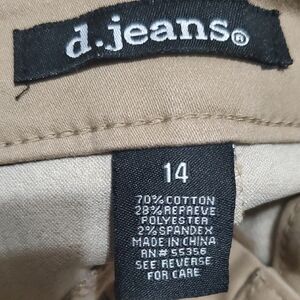 d.jeans®
14
70% COTTON
28% REPREVE
POLYESTER
2% SPANDEX
MADE IN CHINA
RN# 55356
SEE REVERSE
FOR CARE